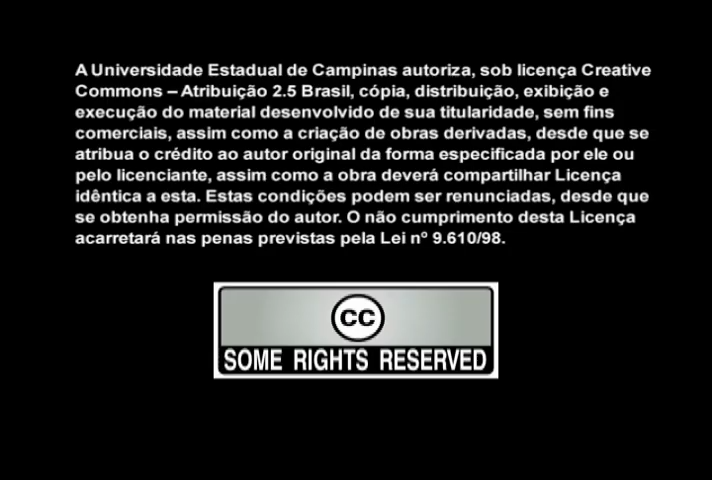 A Universidade Estadual de Campinas autoriza, sob licença Creative
Commons – Atribuição 2.5 Brasil, cópia, distribuição, exibição e
execução do material desenvolvido de sua titularidade, sem fins
comerciais, assim como a criação de obras derivadas, desde que se
atribua o crédito ao autor original da forma especificada por ele ou
pelo licenciante, assim como a obra deverá compartilhar Licença
idêntica a esta. Estas condições podem ser renunciadas, desde que
se obtenha permissão do autor. O não cumprimento desta Licença
acarretará nas penas previstas pela Lei nº 9.610/98.
CC
SOME RIGHTS RESERVED